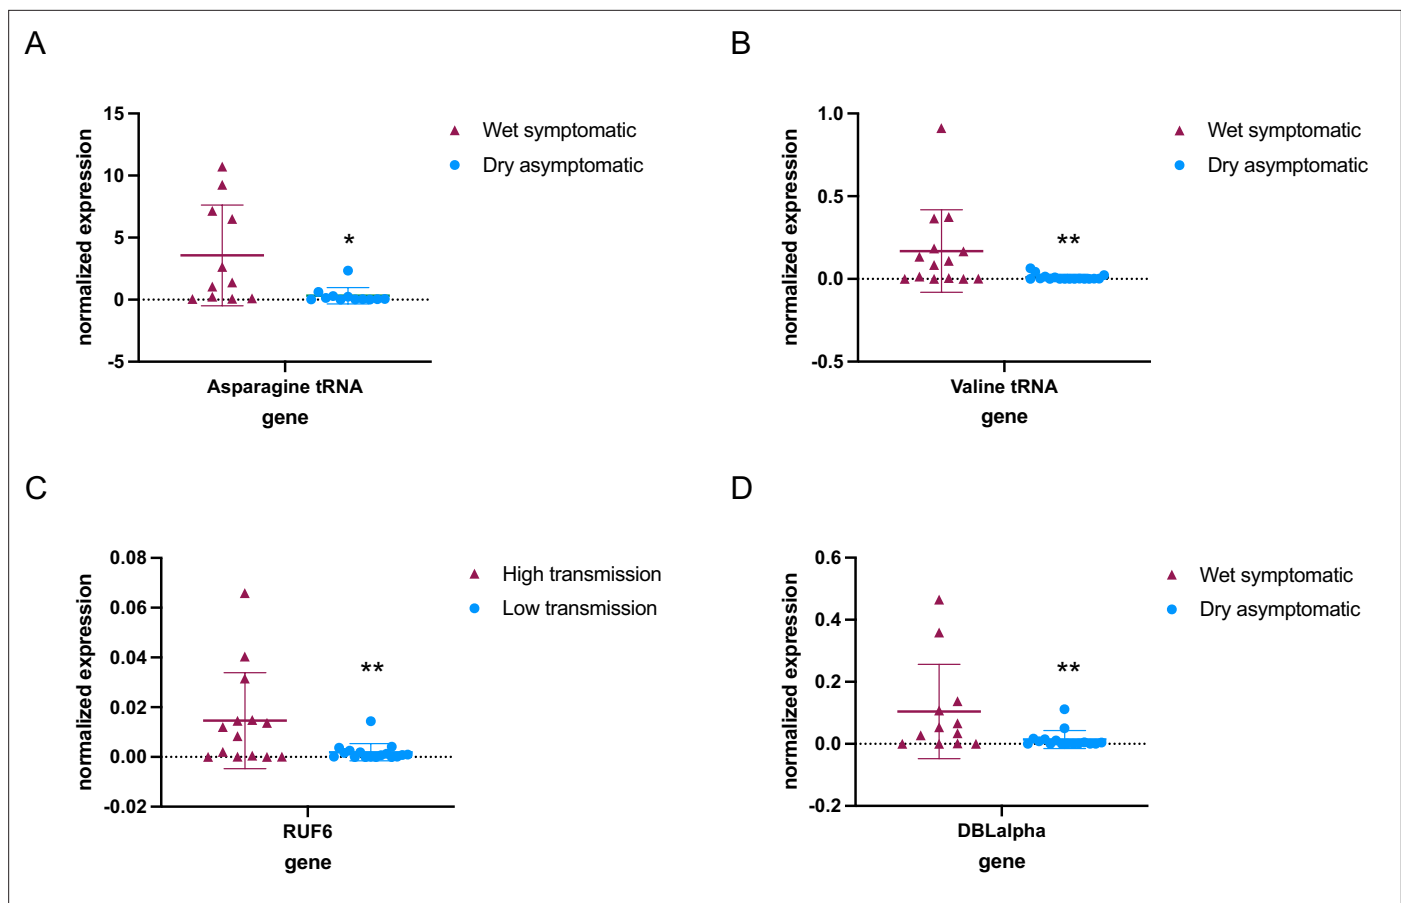 A
15
10
5
0
-5
normalized expression
Wet symptomatic
Dry asymptomatic
*
Asparagine tRNA
gene
B
1.0
0.5
0.0
-0.5
normalized expression
Wet symptomatic
Dry asymptomatic
**
Valine tRNA
gene
C
0.08
0.06
0.04
0.02
0.00
-0.02
normalized expression
High transmission
Low transmission
**
RUF6
gene
D
0.6
0.4
0.2
0.0
-0.2
normalized expression
Wet symptomatic
Dry asymptomatic
**
DBLalpha
gene